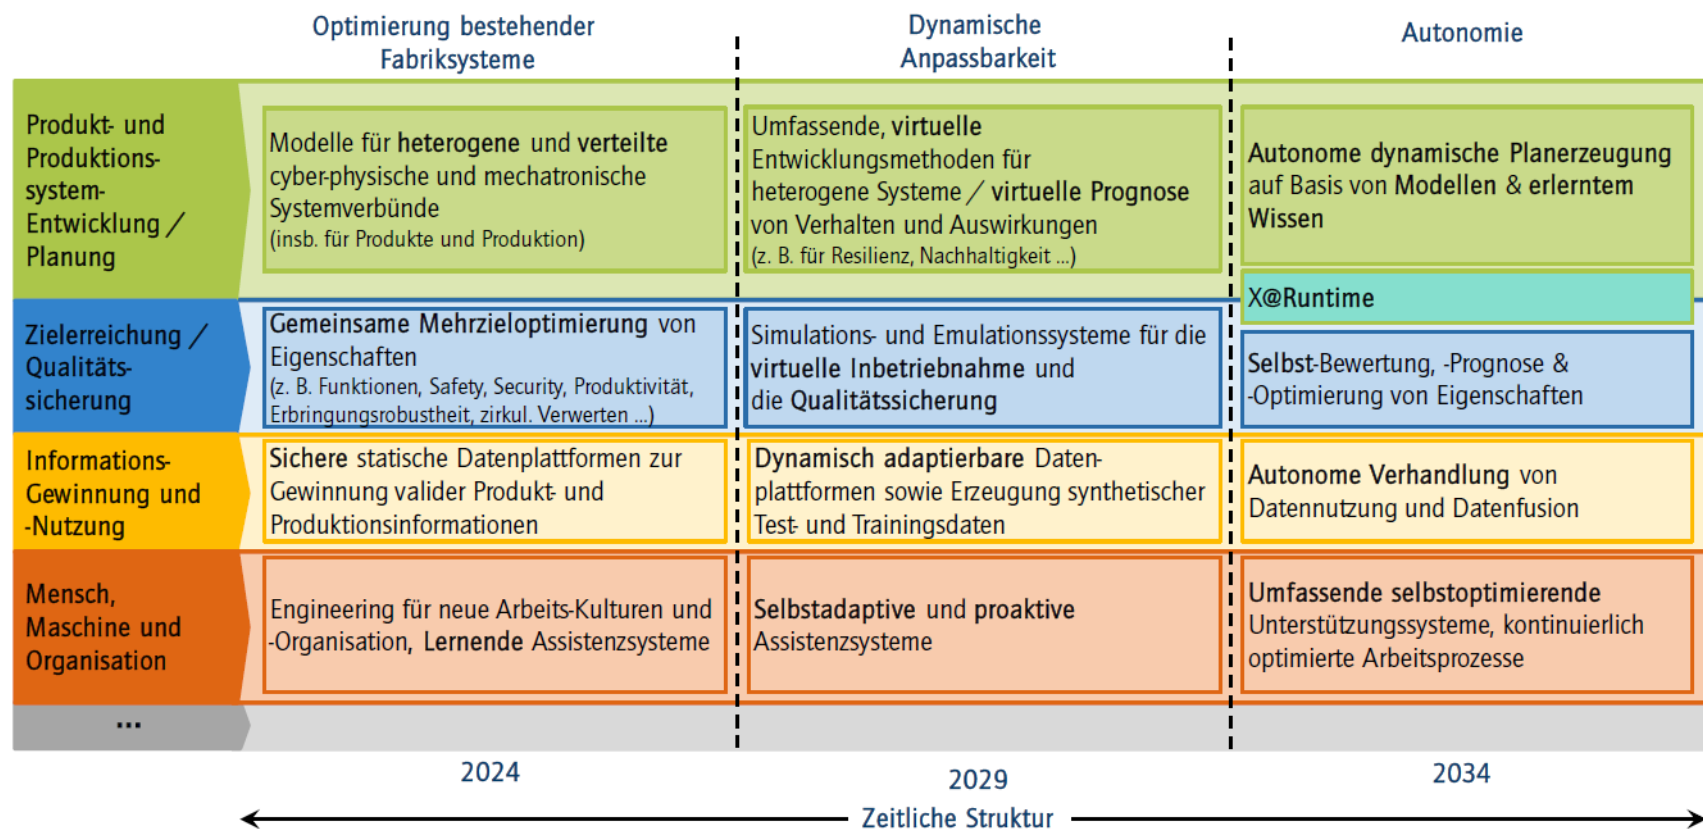 Optimierung bestehender
Fabriksysteme
Dynamische
Anpassbarkeit
Autonomie
Produkt- und
Produktions-
system-
Entwicklung /
Planung
Modelle für heterogene und verteilte
cyber-physische und mechatronische
Systemverbünde
(insb. für Produkte und Produktion)
Umfassende, virtuelle
Entwicklungsmethoden für
heterogene Systeme / virtuelle Prognose
von Verhalten und Auswirkungen
(z. B. für Resilienz, Nachhaltigkeit ...)
Autonome dynamische Planerzeugung
auf Basis von Modellen & erlerntem
Wissen
X@Runtime
Zielerreichung /
Qualitäts-
sicherung
Gemeinsame Mehrzieloptimierung von
Eigenschaften
(z. B. Funktionen, Safety, Security, Produktivität,
Erbringungsrobustheit, zirkul. Verwerten ...)
Simulations- und Emulationssysteme für die
virtuelle Inbetriebnahme und
die Qualitätssicherung
Selbst-Bewertung, -Prognose &
-Optimierung von Eigenschaften
Informations-
Gewinnung und
-Nutzung
Sichere statische Datenplattformen zur
Gewinnung valider Produkt- und
Produktionsinformationen
Dynamisch adaptierbare Daten-
plattformen sowie Erzeugung synthetischer
Test- und Trainingsdaten
Autonome Verhandlung von
Datennutzung und Datenfusion
Mensch,
Maschine und
Organisation
Engineering für neue Arbeits-Kulturen und
-Organisation, Lernende Assistenzsysteme
Selbstadaptive und proaktive
Assistenzsysteme
Umfassende selbstoptimierende
Unterstützungssysteme, kontinuierlich
optimierte Arbeitsprozesse
...
2024
2029
2034
Zeitliche Struktur